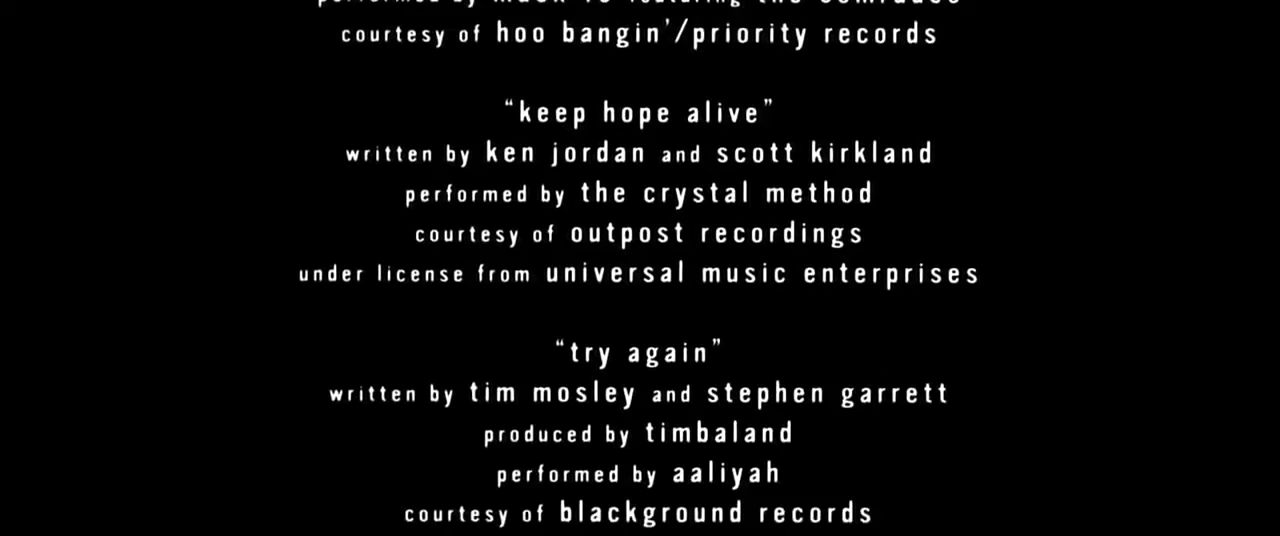 courtesy of hoo bangin'/priority records
“keep hope alive”
written by ken jordan and scott kirkland
performed by the crystal method
courtesy of outpost recordings
under license from universal music enterprises
“try again”
written by tim mosley and stephen garrett
produced by timbaland
performed by aaliyah
courtesy of blackground records